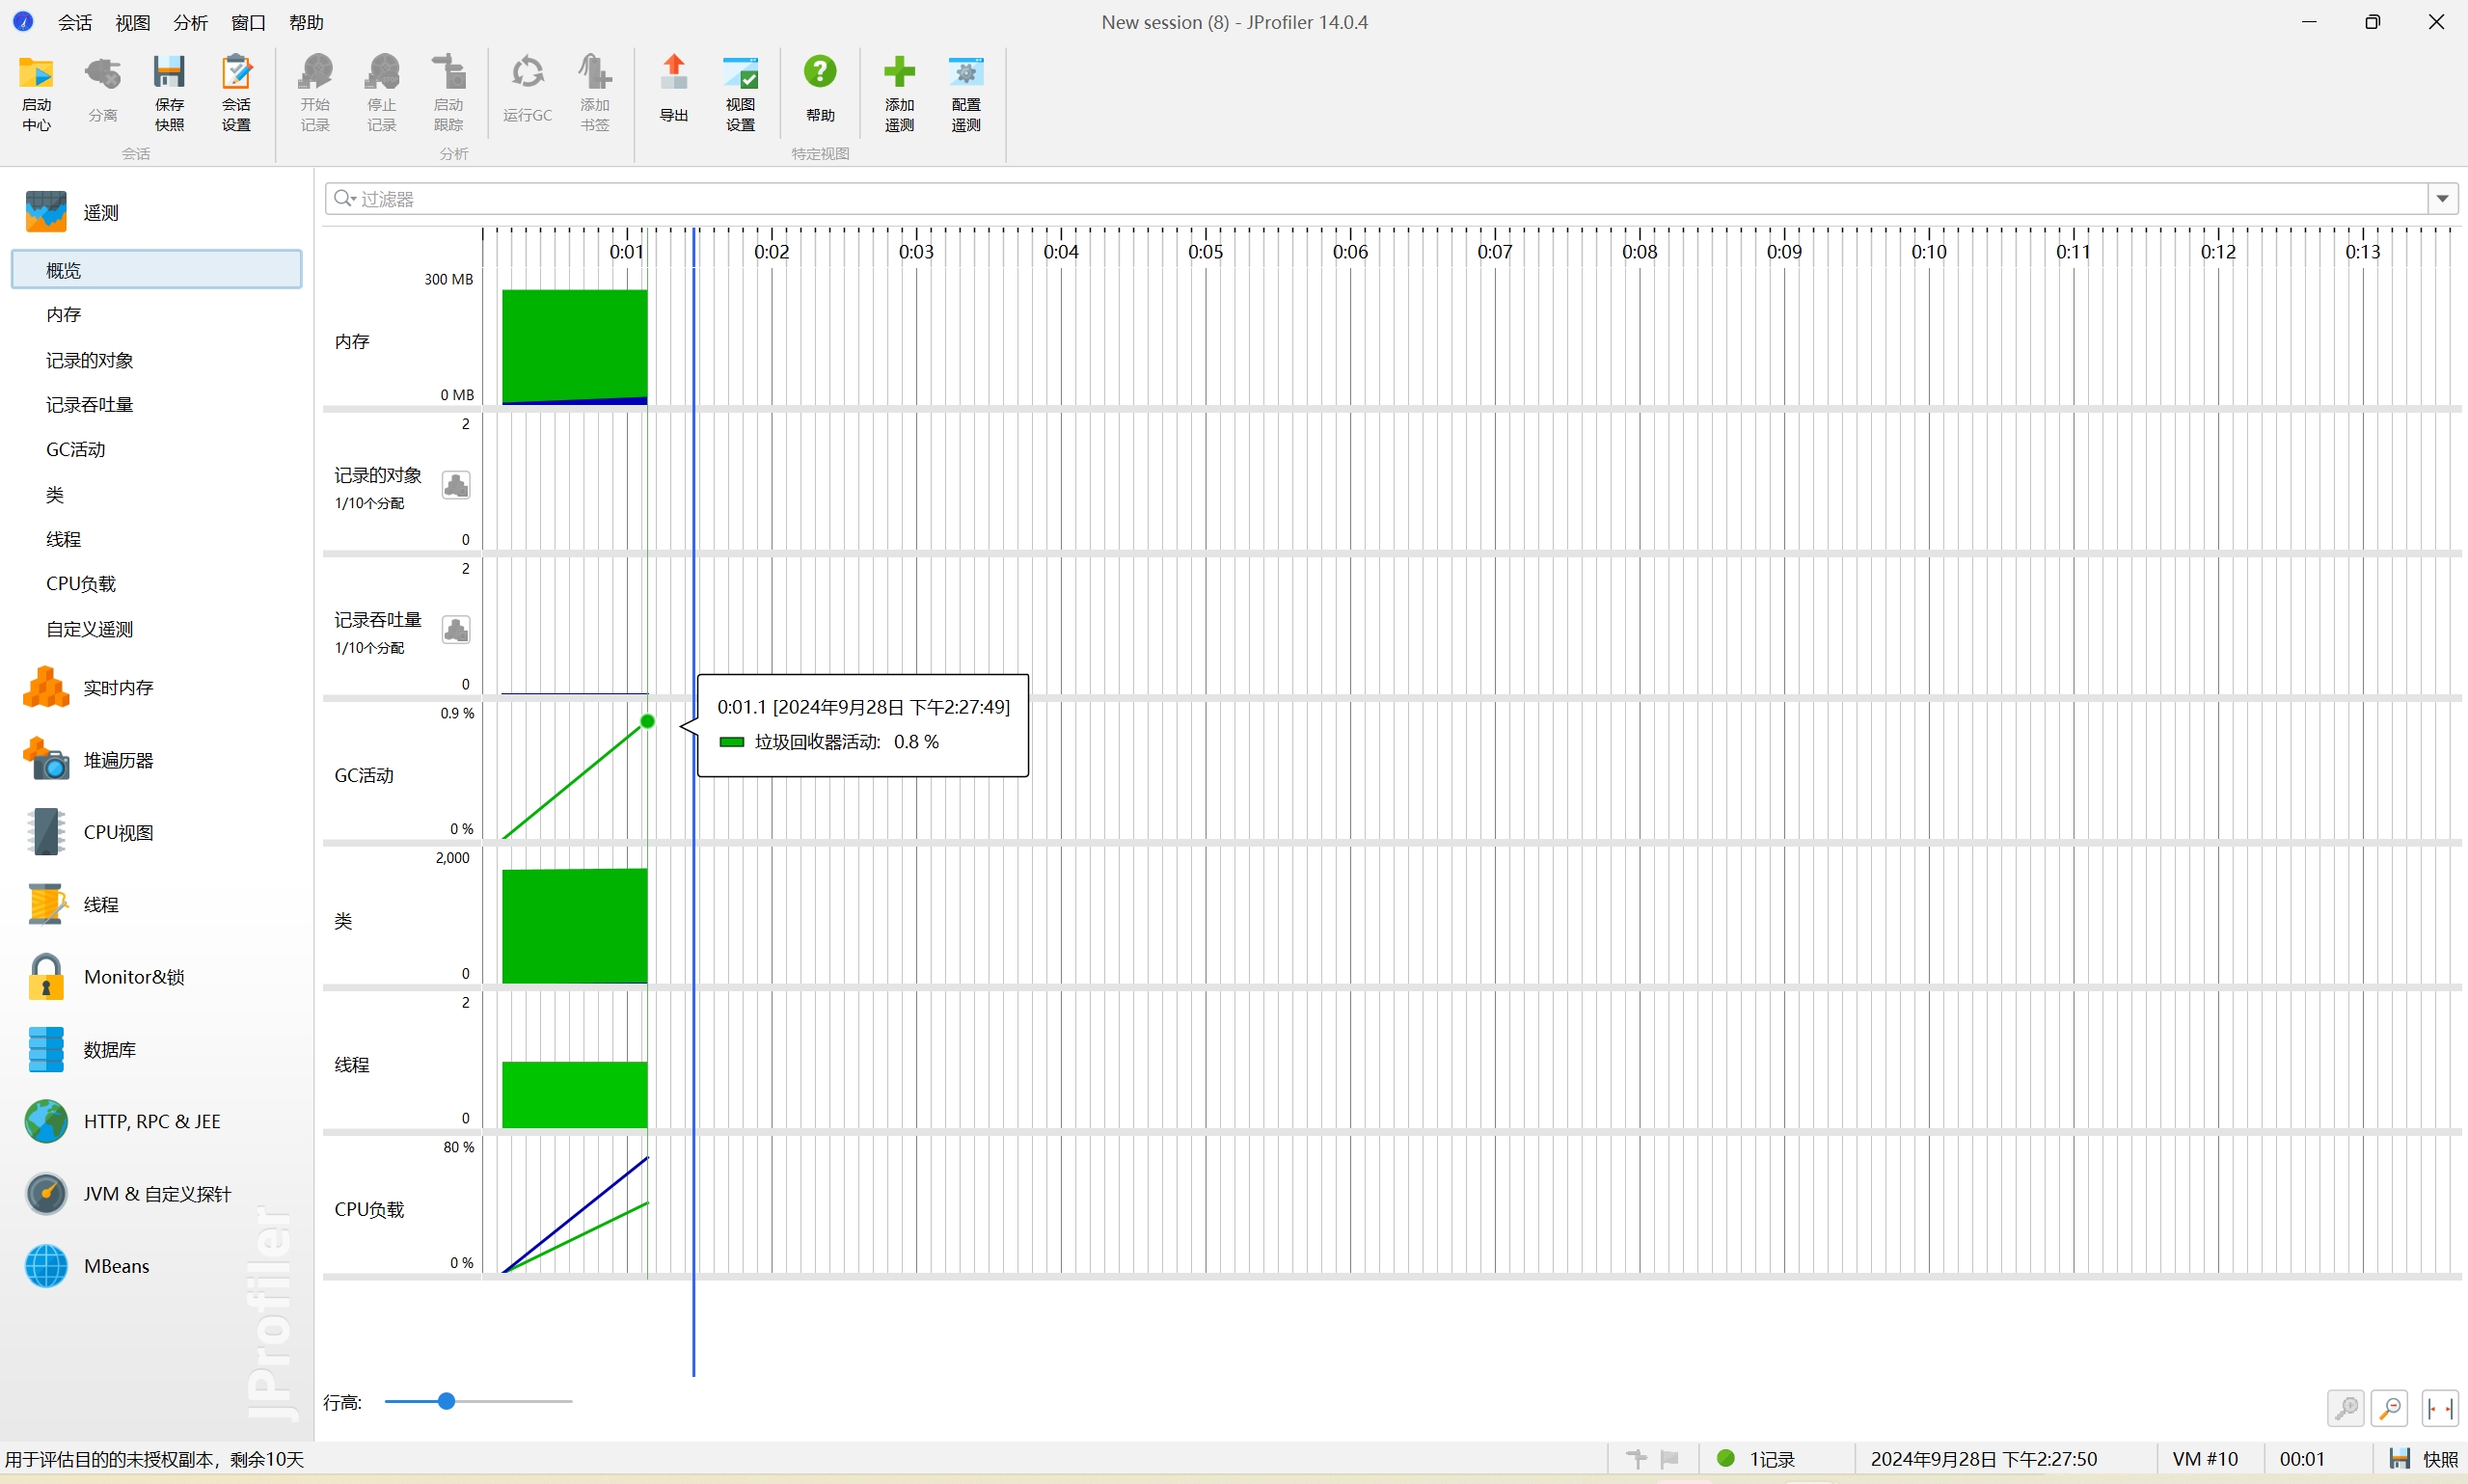 会话 视图 分析 窗口 帮助
New session (8) - JProfiler 14.0.4
启动
中心
分离
保存
快照
会话
设置
会话
开始
记录
停止
记录
启动
跟踪
运行GC
添加
书签
分析
导出
视图
设置
帮助
添加
遥测
配置
遥测
特定视图
遥测
概览
内存
记录的对象
记录吞吐量
GC活动
类
线程
CPU负载
自定义遥测
实时内存
堆遍历器
CPU视图
线程
Monitor&锁
数据库
HTTP, RPC & JEE
JVM & 自定义探针
MBeans
JProfiler
过滤器
0:01 0:02 0:03 0:04 0:05 0:06 0:07 0:08 0:09 0:10 0:11 0:12 0:13
300 MB
内存
0 MB
2
记录的对象
1/10个分配
0
2
记录吞吐量
1/10个分配
0
0.9 %
GC活动
0 %
0:01.1 [2024年9月28日 下午2:27:49]
垃圾回收器活动: 0.8 %
2,000
类
0
2
线程
0
80 %
CPU负载
0 %
行高:
用于评估目的的未授权副本，剩余10天
1记录
2024年9月28日 下午2:27:50
VM #10
00:01
快照